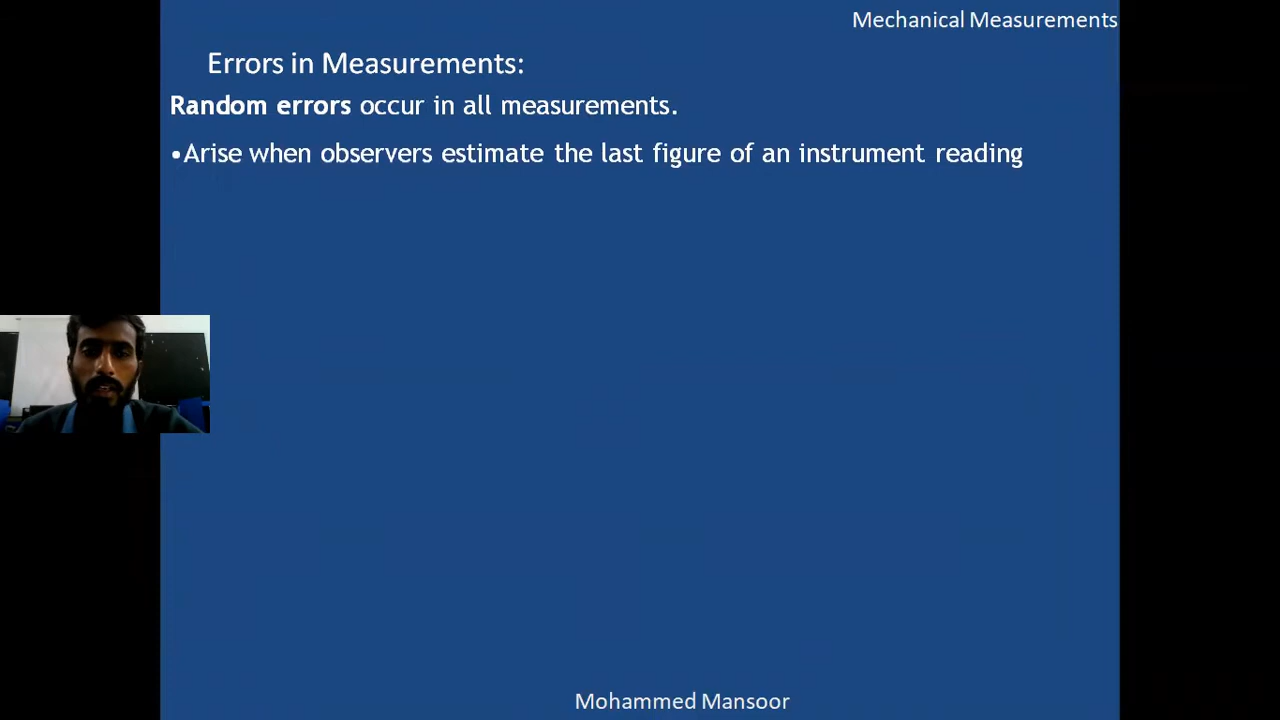 Mechanical Measurements
Errors in Measurements:
Random errors occur in all measurements.
•Arise when observers estimate the last figure of an instrument reading
Mohammed Mansoor